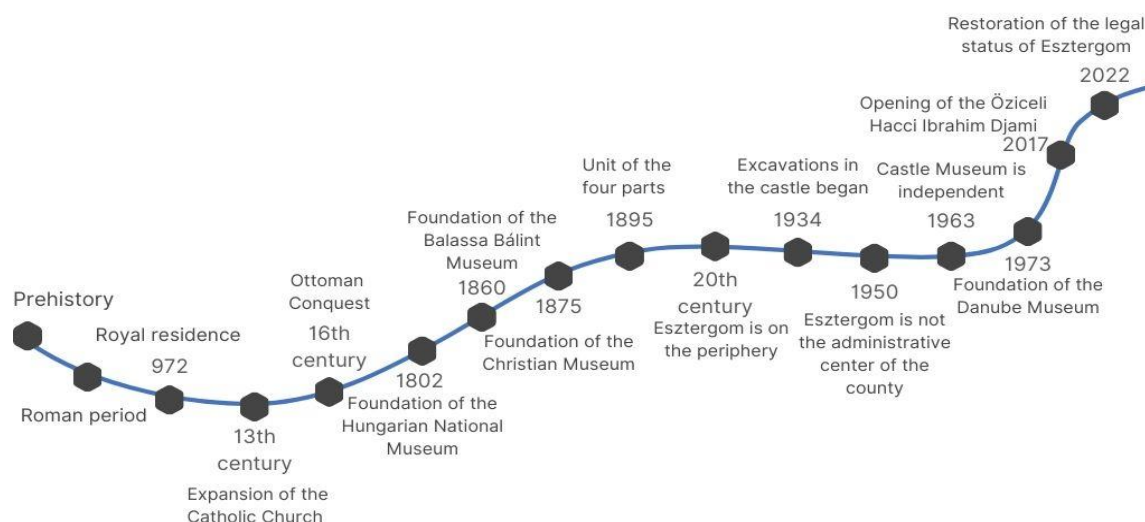 Prehistory
Roman period
Royal residence
972
13th
century
Expansion of the
Catholic Church
Ottoman
Conquest
16th
century
1802
Foundation of the
Hungarian National
Museum
Foundation of the
Balassa Bálint
Museum
1860
1875
Foundation of the
Christian Museum
Unit of the
four parts
1895
20th
century
Esztergom is on
the periphery
Excavations in
the castle began
1934
1950
Esztergom is not
the administrative
center of the
county
Castle Museum is
independent
1963
1973
Foundation of the
Danube Museum
Opening of the Öziceli
Hacci Ibrahim Djami
2017
Restoration of the legal
status of Esztergom
2022